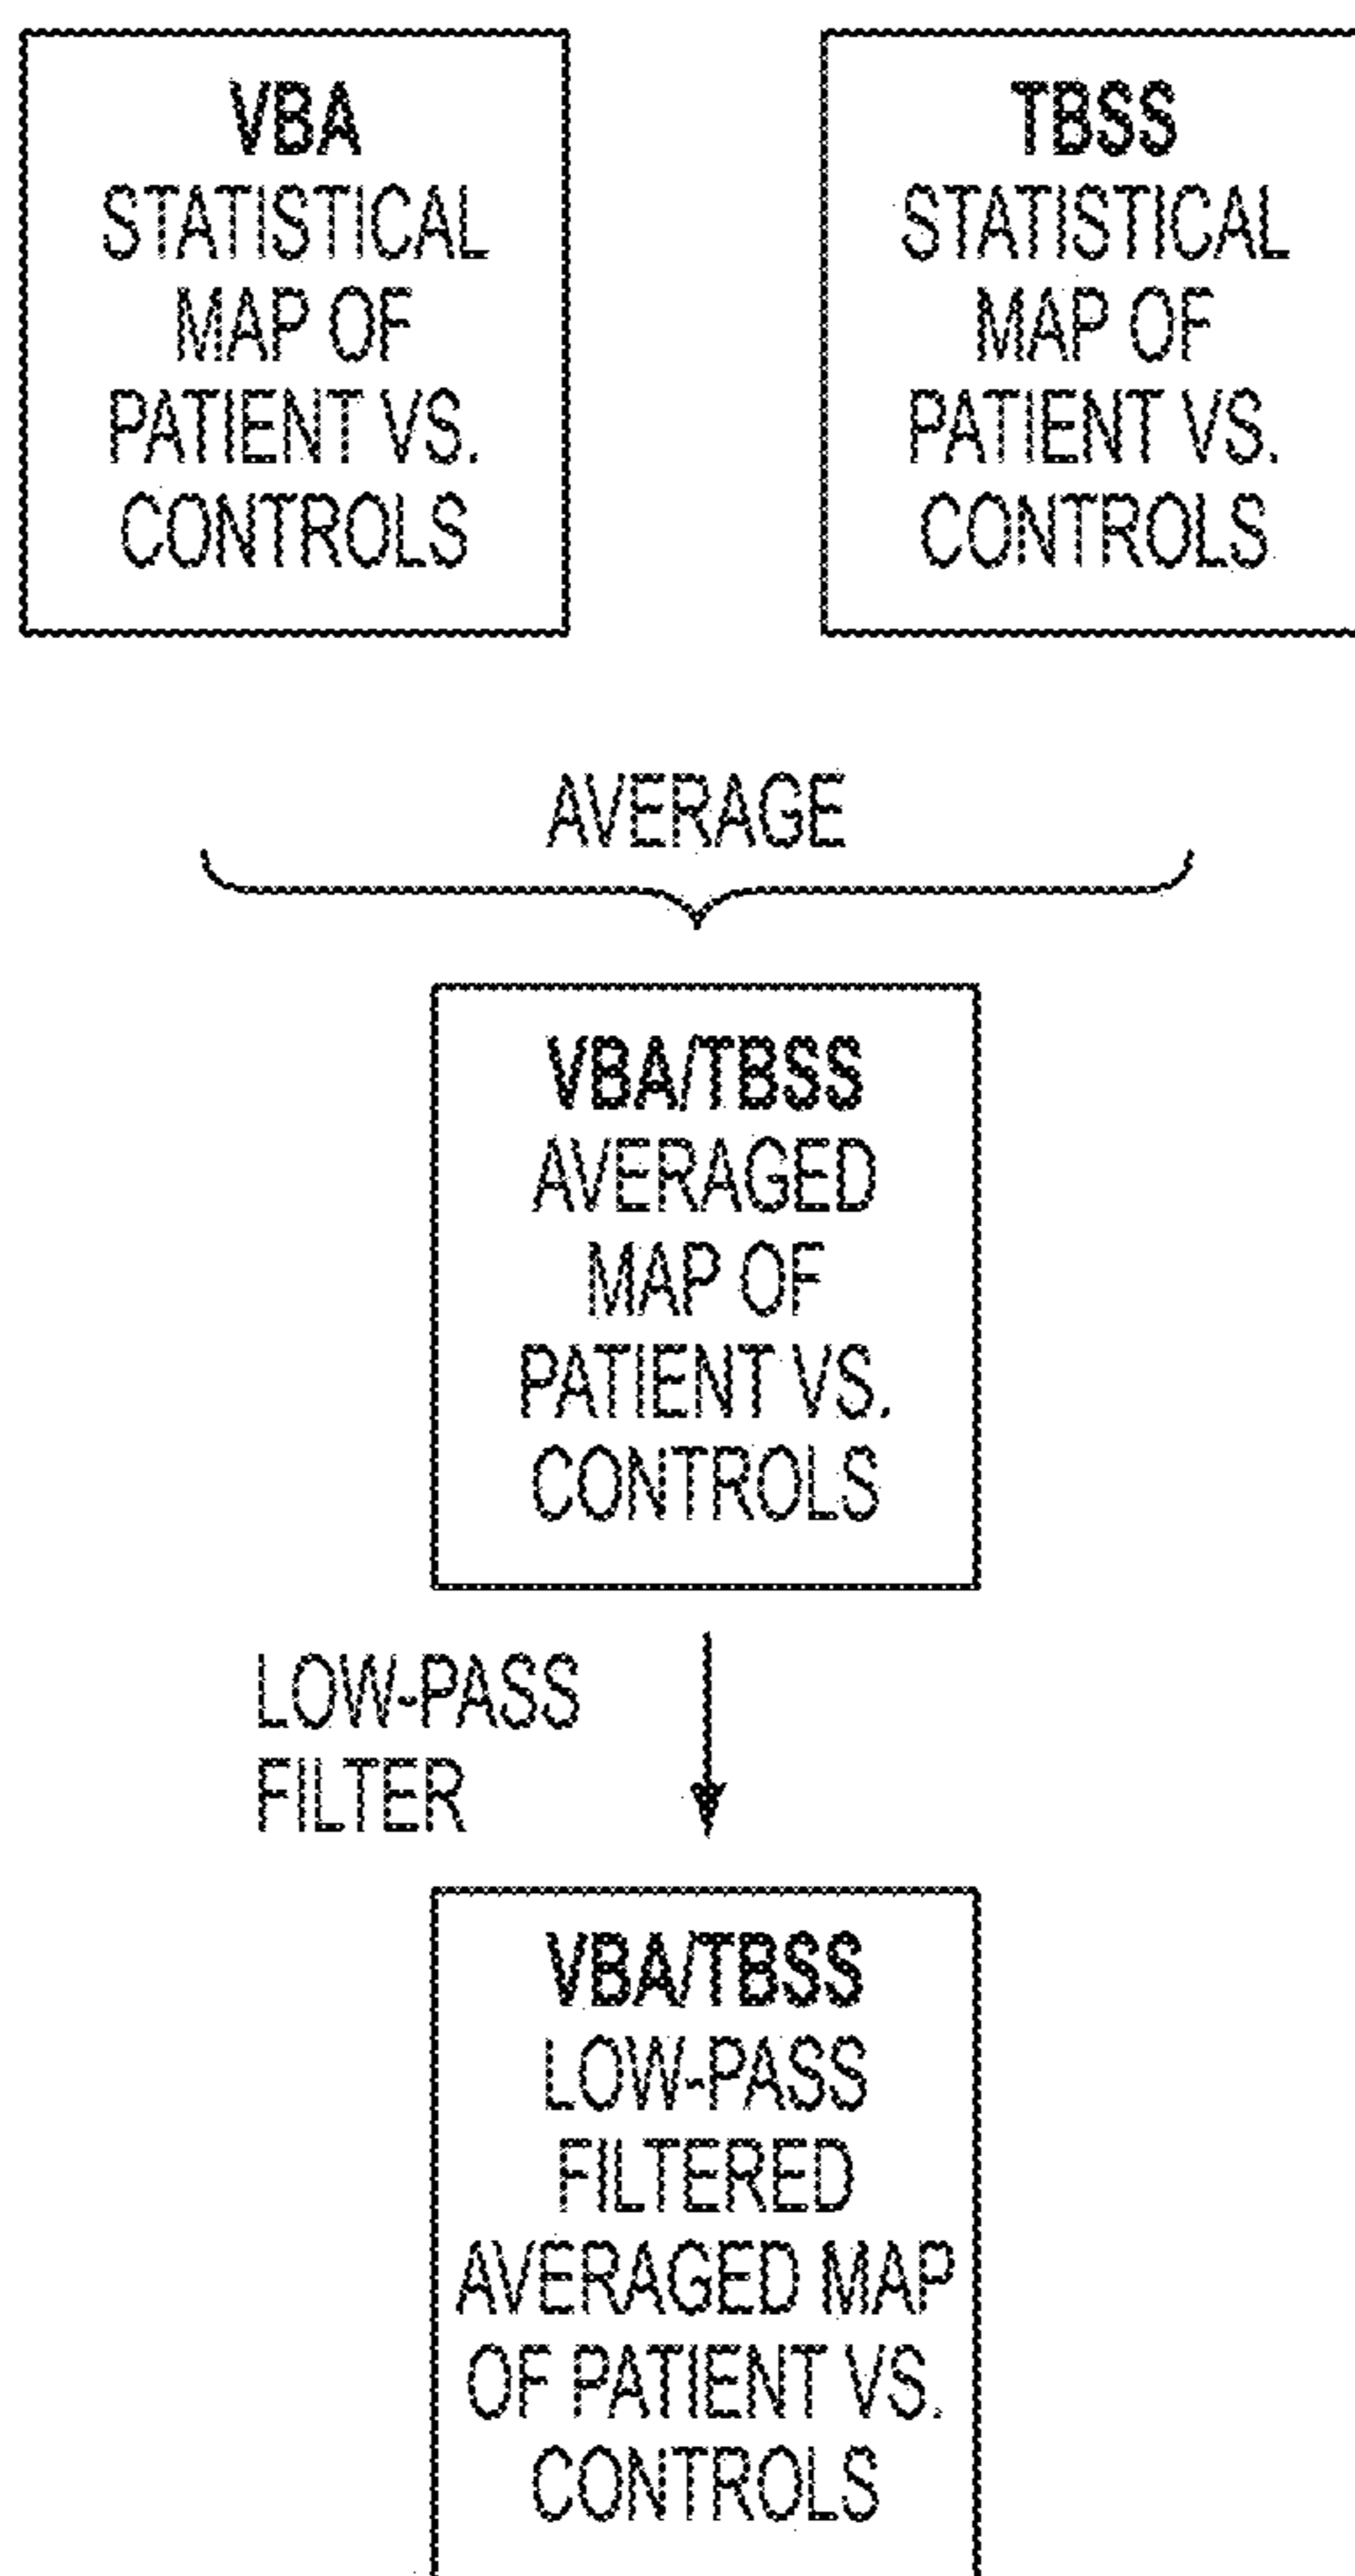 VBA
STATISTICAL
MAP OF
PATIENT VS.
CONTROLS
TBSS
STATISTICAL
MAP OF
PATIENT VS.
CONTROLS
AVERAGE
VBA/TBSS
AVERAGED
MAP OF
PATIENT VS.
CONTROLS
LOW-PASS
FILTER
VBA/TBSS
LOW-PASS
FILTERED
AVERAGED MAP
OF PATIENT VS.
CONTROLS